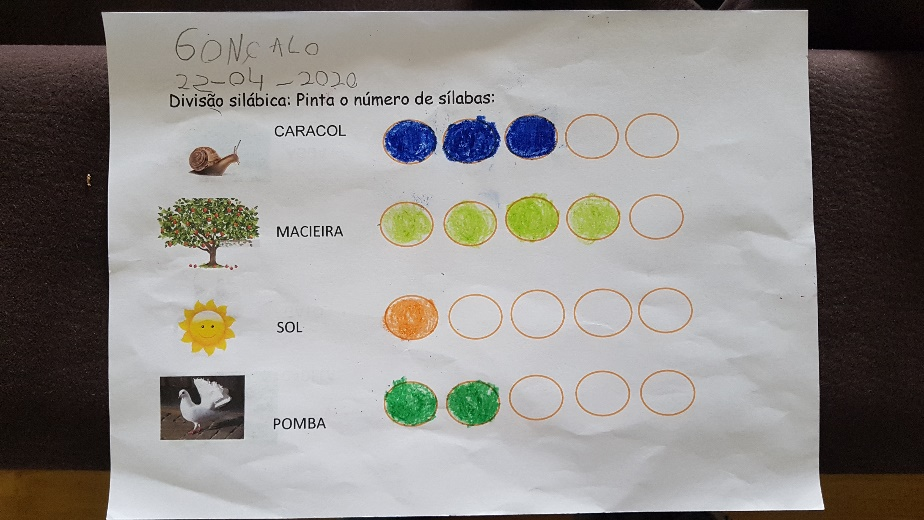 GONÇALO
22-04-2020
Divisão silábica: Pinta o número de sílabas:
CARACOL
MACIEIRA
SOL
POMBA